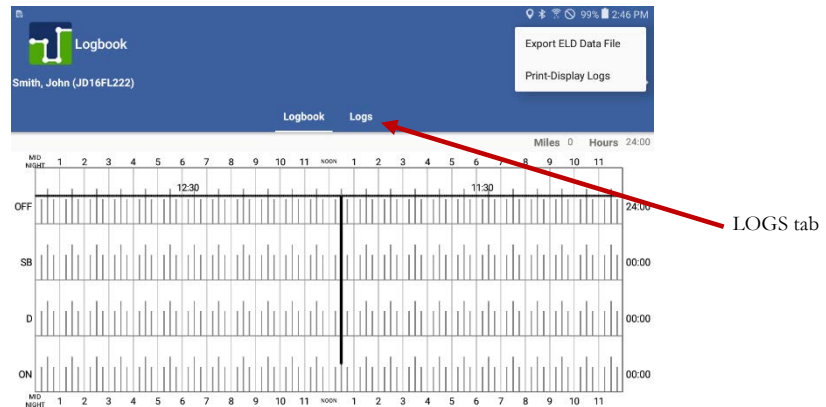 99% 2:46 PM
Logbook
Export ELD Data File
Print-Display Logs
Smith, John (JD16FL222)
Logbook Logs
Miles 0 Hours 24:00
MID NIGHT 1 2 3 4 5 6 7 8 9 10 11 NOON 1 2 3 4 5 6 7 8 9 10 11
12:30 11:30
OFF 24:00
LOGS tab
SB 00:00
D 00:00
ON 00:00
MID NIGHT 1 2 3 4 5 6 7 8 9 10 11 NOON 1 2 3 4 5 6 7 8 9 10 11